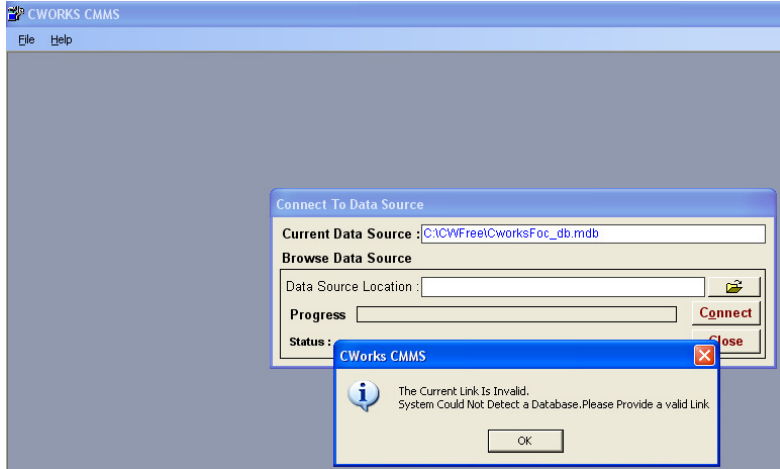 CWORKS CMMS
File Help
Connect To Data Source
Current Data Source : C:\CWFree\CworksFoc_db.mdb
Browse Data Source
Data Source Location :
Progress
Connect
Status :
Close
CWorks CMMS
The Current Link Is Invalid.
System Could Not Detect a Database.Please Provide a valid Link
OK